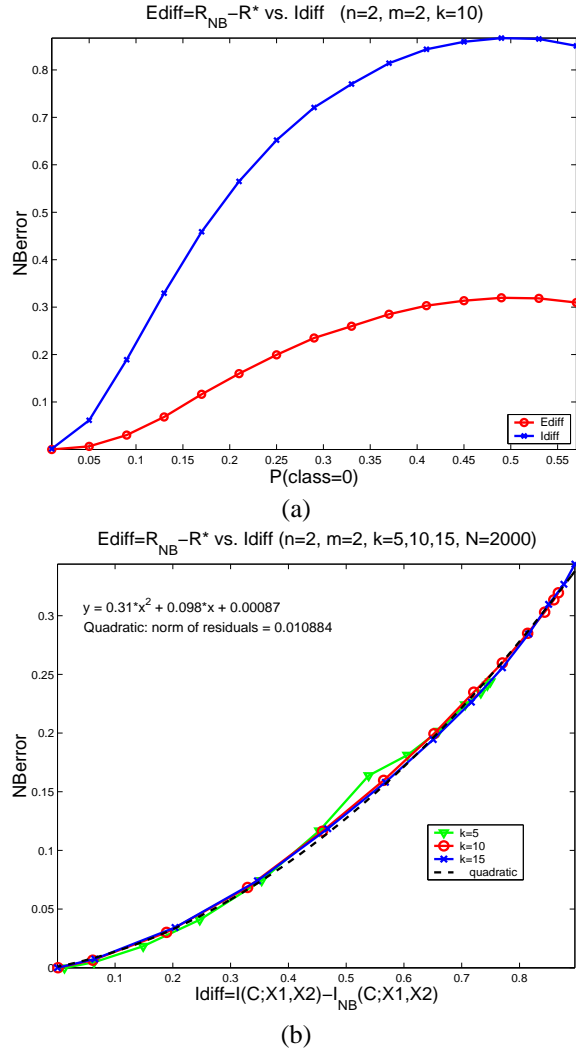 Ediff=R_NB−R* vs. Idiff (n=2, m=2, k=10)
0.8
0.7
0.6
0.5
0.4
0.3
0.2
0.1
NBerror
Ediff
Idiff
0.05 0.1 0.15 0.2 0.25 0.3 0.35 0.4 0.45 0.5 0.55
P(class=0)
(a)
Ediff=R_NB−R* vs. Idiff (n=2, m=2, k=5,10,15, N=2000)
y = 0.31*x² + 0.098*x + 0.00087
Quadratic: norm of residuals = 0.010884
0.3
0.25
0.2
0.15
0.1
0.05
0
NBerror
k=5
k=10
k=15
quadratic
0.1 0.2 0.3 0.4 0.5 0.6 0.7 0.8
Idiff=I(C;X1,X2)−I_NB(C;X1,X2)
(b)